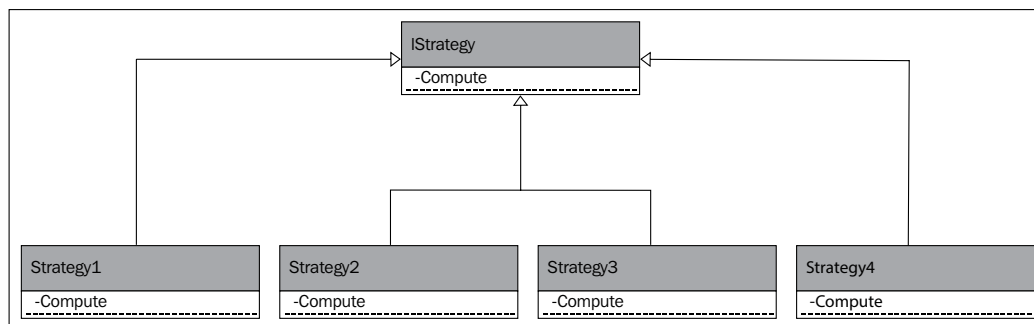 IStrategy
-Compute
Strategy1
Strategy2
Strategy3
Strategy4
-Compute
-Compute
-Compute
-Compute